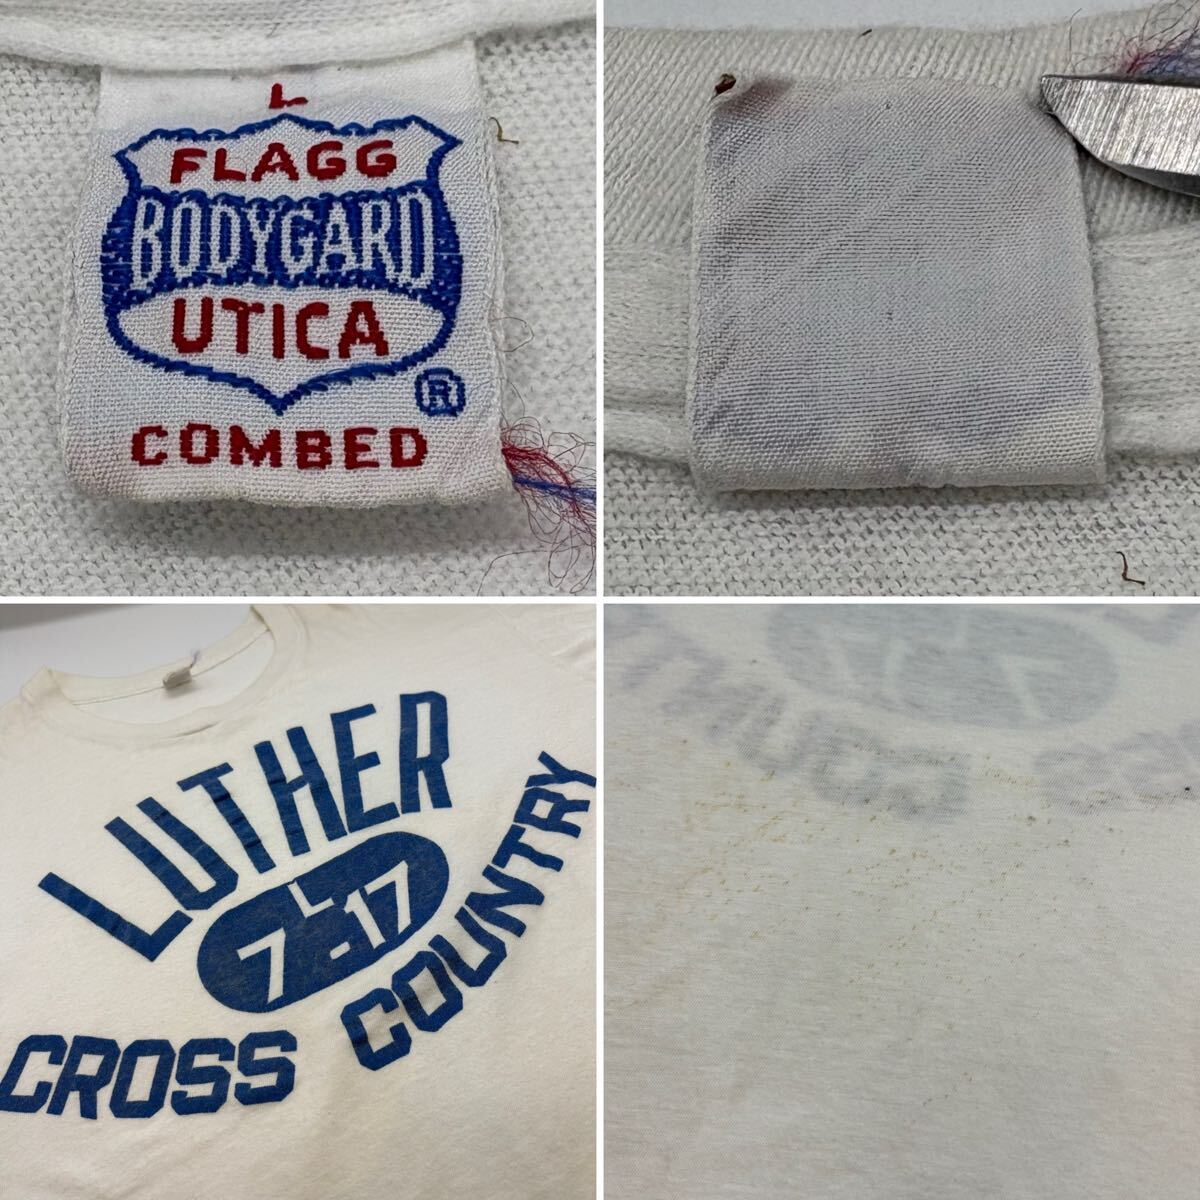 L
FLAGG
BODYGARD
UTICA
®
COMBED
LUTHER
L
7-17
CROSS COUNTRY